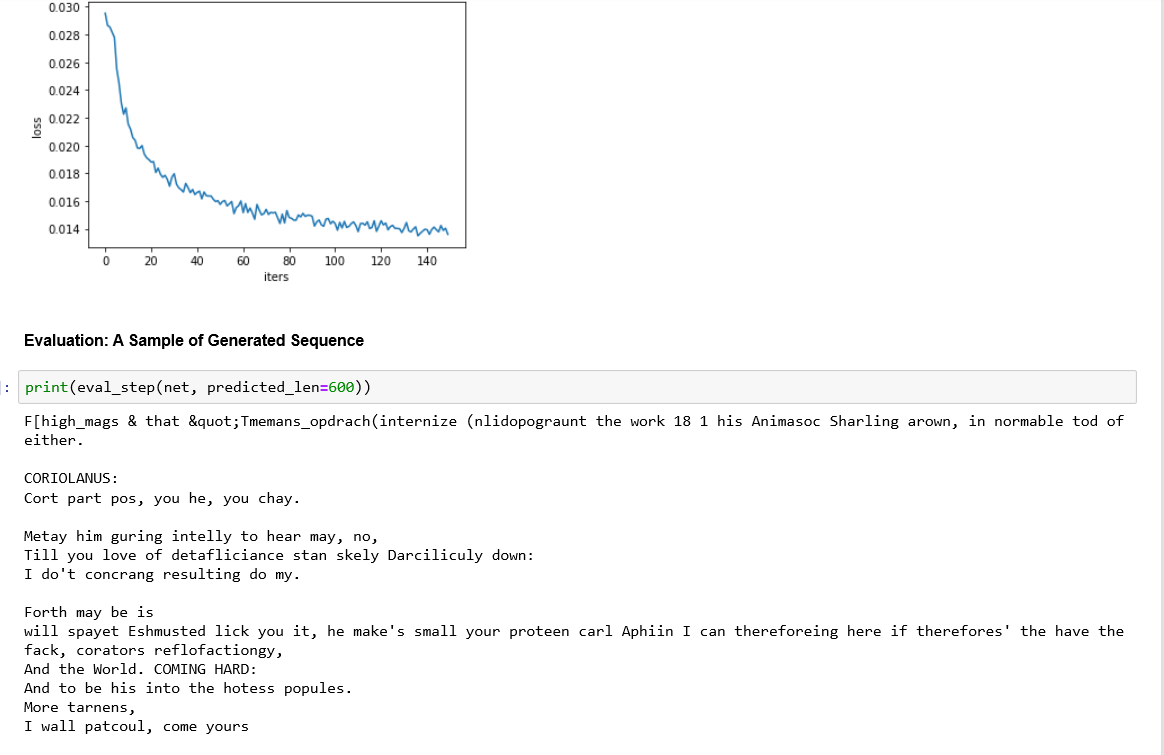 0.030
0.028
0.026
0.024
0.022
0.020
0.018
0.016
0.014
loss
0 20 40 60 80 100 120 140
iters
Evaluation: A Sample of Generated Sequence
]: print(eval_step(net, predicted_len=600))
F[high_mags & that &quot;Tmemans_opdrach(internize (nlidopograunt the work 18 1 his Animasoc Sharling arown, in normable tod of
either.
CORIOLANUS:
Cort part pos, you he, you chay.
Metay him guring intelly to hear may, no,
Till you love of detafliciance stan skely Darciliculy down:
I do't concrang resulting do my.
Forth may be is
will spayet Eshmusted lick you it, he make's small your proteen carl Aphiin I can thereforeing here if therefores' the have the
fack, corators reflofactiongy,
And the World. COMING HARD:
And to be his into the hotess popules.
More tarnens,
I wall patcoul, come yours